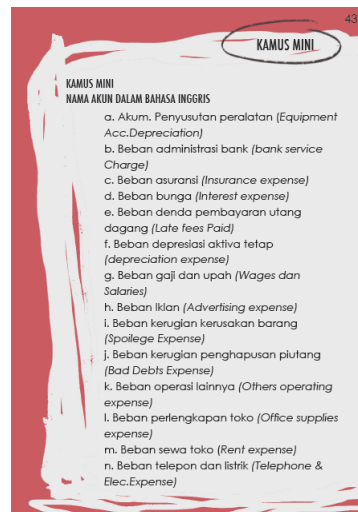 43
KAMUS MINI
KAMUS MINI
NAMA AKUN DALAM BAHASA INGGRIS
a. Akum. Penyusutan peralatan (Equipment
Acc.Depreciation)
b. Beban administrasi bank (bank service
Charge)
c. Beban asuransi (Insurance expense)
d. Beban bunga (Interest expense)
e. Beban denda pembayaran utang
dagang (Late fees Paid)
f. Beban depresiasi aktiva tetap
(depreciation expense)
g. Beban gaji dan upah (Wages dan
Salaries)
h. Beban Iklan (Advertising expense)
i. Beban kerugian kerusakan barang
(Spoilege Expense)
j. Beban kerugian penghapusan piutang
(Bad Debts Expense)
k. Beban operasi lainnya (Others operating
expense)
l. Beban perlengkapan toko (Office supplies
expense)
m. Beban sewa toko (Rent expense)
n. Beban telepon dan listrik (Telephone &
Elec.Expense)